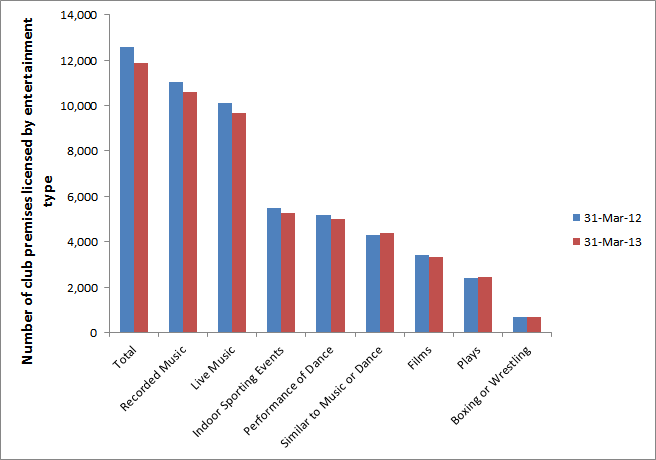 Number of club premises licensed by entertainment
type
14,000
12,000
10,000
8,000
6,000
4,000
2,000
0
Total
Recorded Music
Live Music
Indoor Sporting Events
Performance of Dance
Similar to Music or Dance
Films
Plays
Boxing or Wrestling
31-Mar-12
31-Mar-13